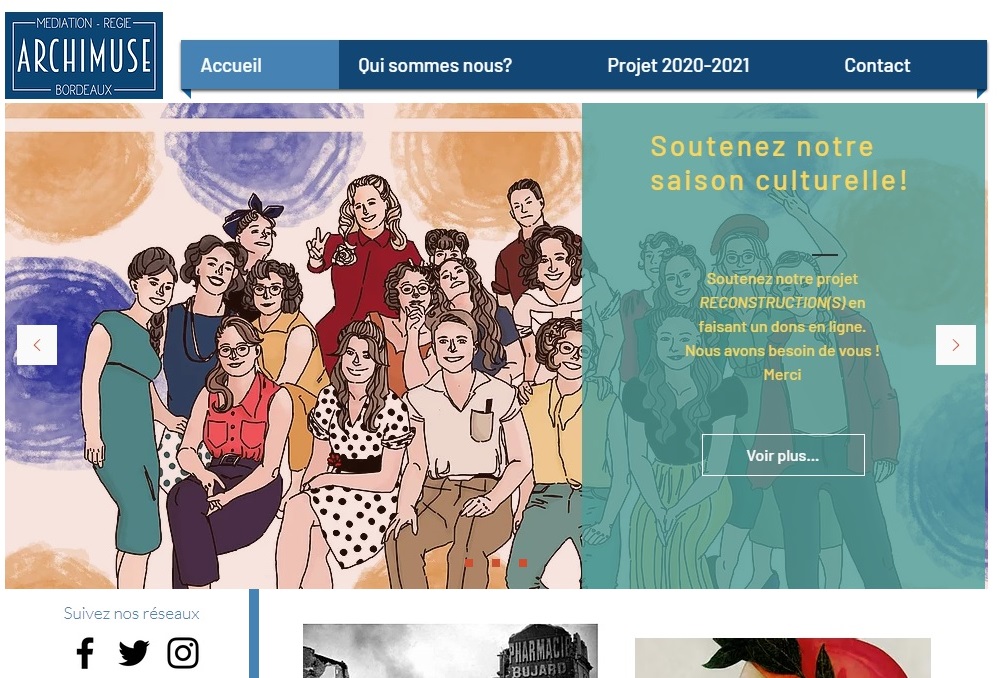 MEDIATION - REGIE
ARCHIMUSE
BORDEAUX
Accueil
Qui sommes nous?
Projet 2020-2021
Contact
Soutenez notre
saison culturelle!
Soutenez notre projet
RECONSTRUCTION(S) en
faisant un dons en ligne.
Nous avons besoin de vous !
Merci
Voir plus...
Suivez nos réseaux
PHARMACIE
BUJARD